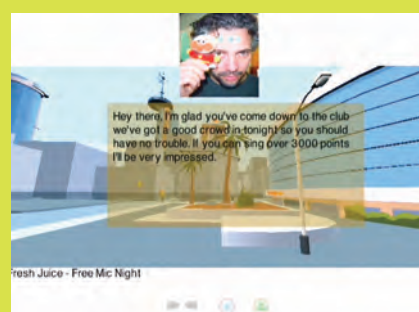 Hey there, I'm glad you've come down to the club
we've got a good crowd in tonight so you should
have no trouble. If you can sing over 3000 points
I'll be very impressed.
Fresh Juice - Free Mic Night